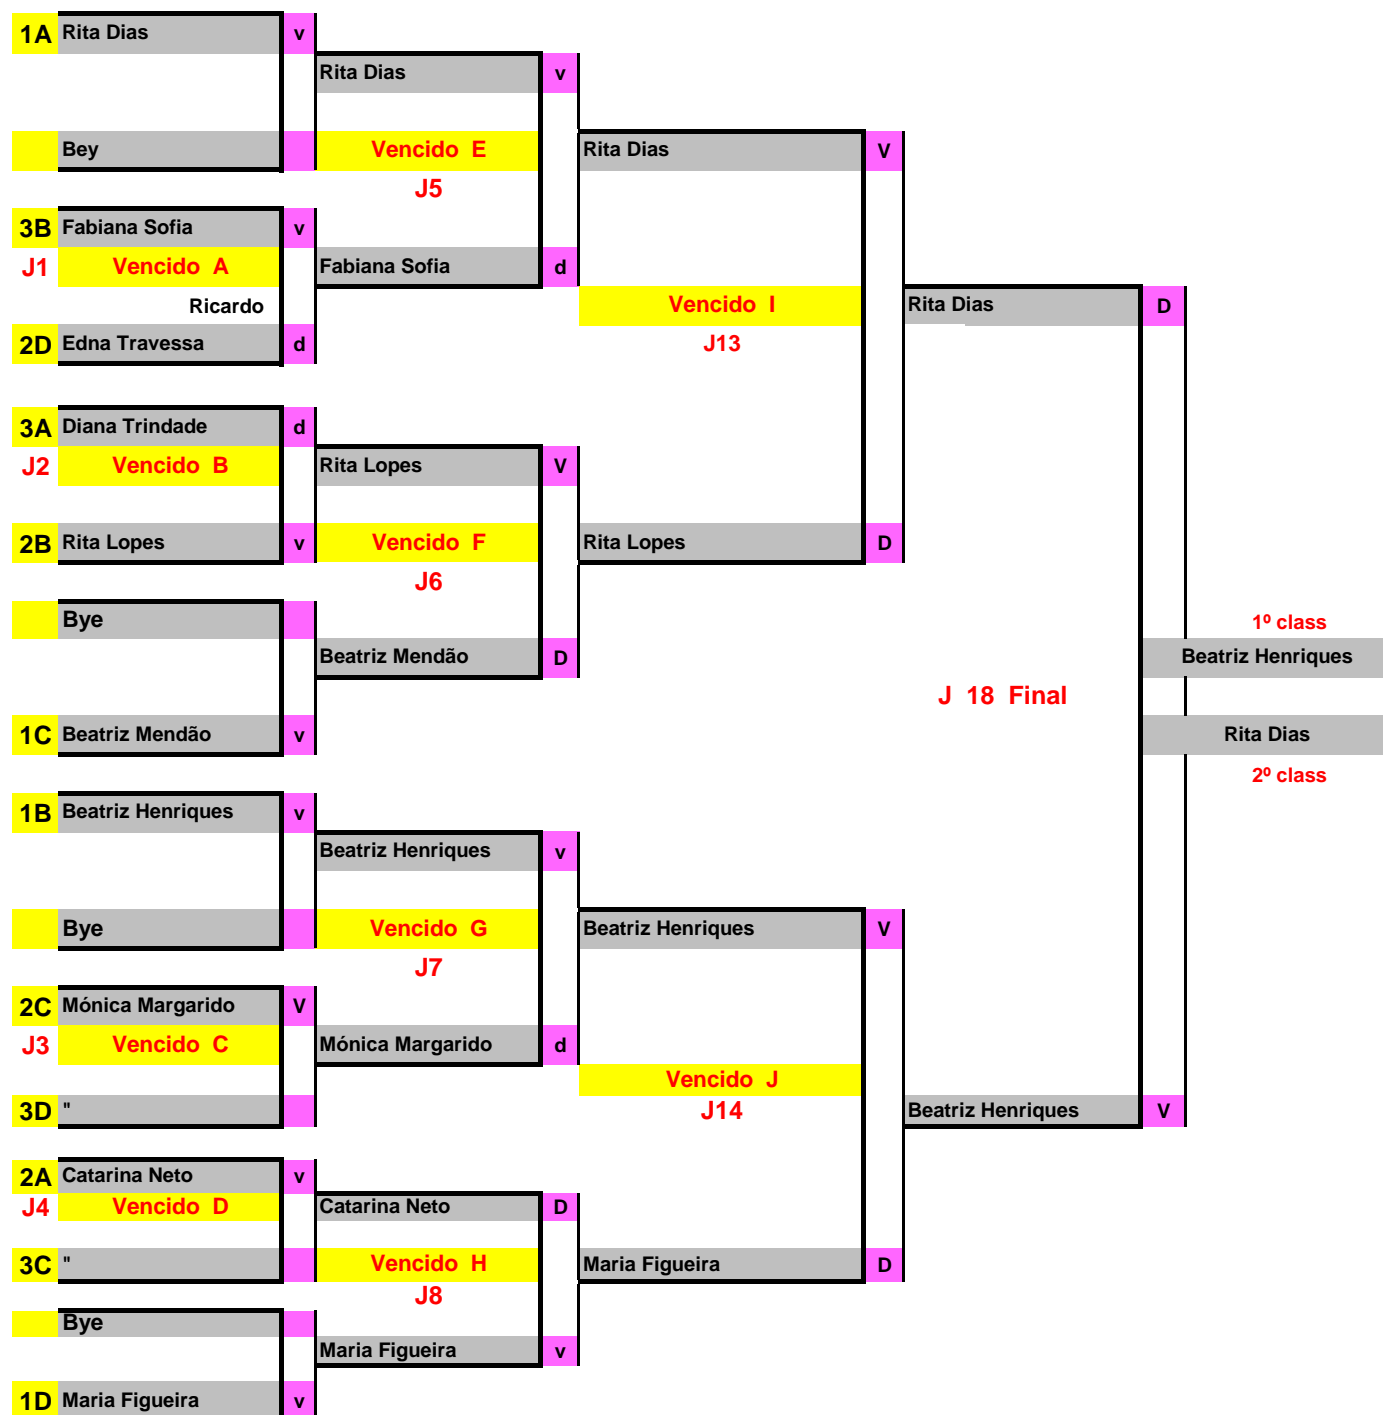 1A Rita Dias v
Rita Dias v
Bey Vencido E Rita Dias V
J5
3B Fabiana Sofia v
J1 Vencido A Fabiana Sofia d
Ricardo Vencido I Rita Dias D
2D Edna Travessa d J13
3A Diana Trindade d
J2 Vencido B Rita Lopes V
2B Rita Lopes v Vencido F Rita Lopes D
J6
Bye 1º class
Beatriz Mendão D Beatriz Henriques
J 18 Final
1C Beatriz Mendão v Rita Dias
2º class
1B Beatriz Henriques v
Beatriz Henriques v
Bye Vencido G Beatriz Henriques V
J7
2C Mónica Margarido V
J3 Vencido C Mónica Margarido d
Vencido J
3D " J14 Beatriz Henriques V
2A Catarina Neto v
J4 Vencido D Catarina Neto D
3C " Vencido H Maria Figueira D
J8
Bye
Maria Figueira v
1D Maria Figueira v